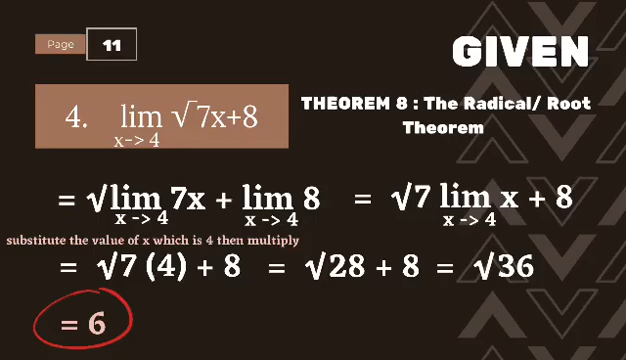 Page 11
GIVEN
4. lim √7x+8
x-> 4
THEOREM 8 : The Radical/ Root
Theorem
= √lim 7x + lim 8 = √7 lim x + 8
x -> 4 x -> 4 x -> 4
substitute the value of x which is 4 then multiply
= √7 (4) + 8 = √28 + 8 = √36
= 6